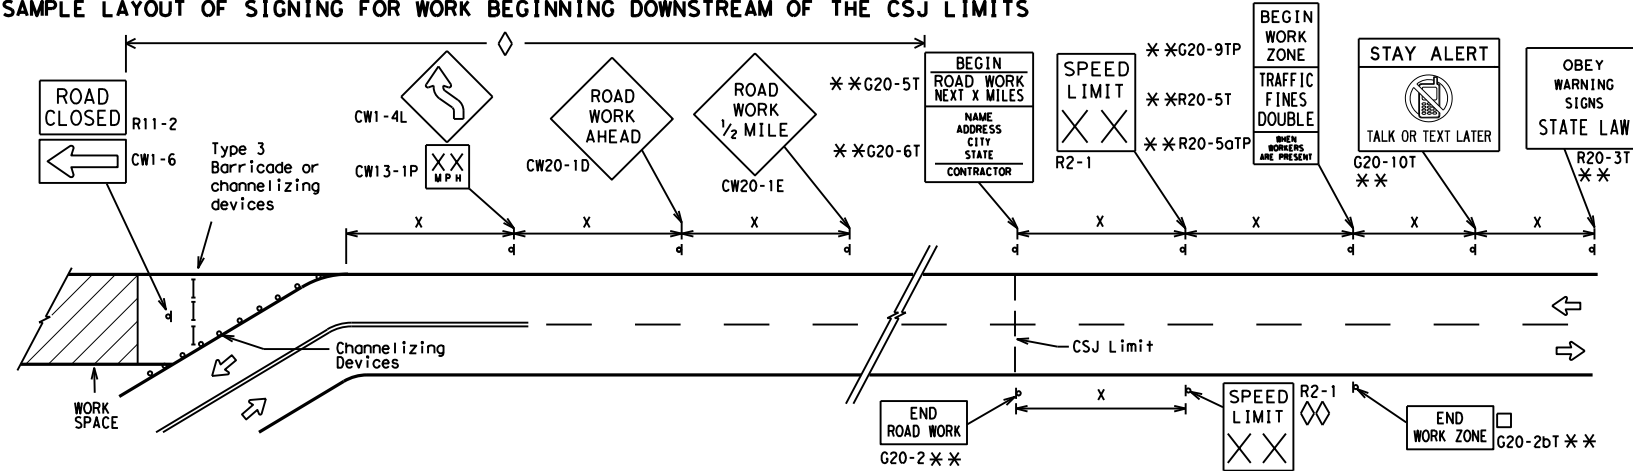 SAMPLE LAYOUT OF SIGNING FOR WORK BEGINNING DOWNSTREAM OF THE CSJ LIMITS
◇
ROAD
CLOSED
R11-2
CW1-6
Type 3
Barricade or
channelizing
devices
CW1-4L
CW13-1P
XX
MPH
ROAD
WORK
AHEAD
CW20-1D
ROAD
WORK
1/2 MILE
CW20-1E
**G20-5T
**G20-6T
BEGIN
ROAD WORK
NEXT X MILES
NAME
ADDRESS
CITY
STATE
CONTRACTOR
SPEED
LIMIT
XX
R2-1
**G20-9TP
**R20-5T
**R20-5aTP
BEGIN
WORK
ZONE
TRAFFIC
FINES
DOUBLE
WHEN
WORKERS
ARE PRESENT
STAY ALERT
TALK OR TEXT LATER
G20-10T
**
OBEY
WARNING
SIGNS
STATE LAW
R20-3T
**
X
X
X
X
X
X
X
Channelizing
Devices
WORK
SPACE
CSJ Limit
END
ROAD WORK
G20-2**
X
SPEED
LIMIT
XX
R2-1
◇◇
END
WORK ZONE
□
G20-2bT **